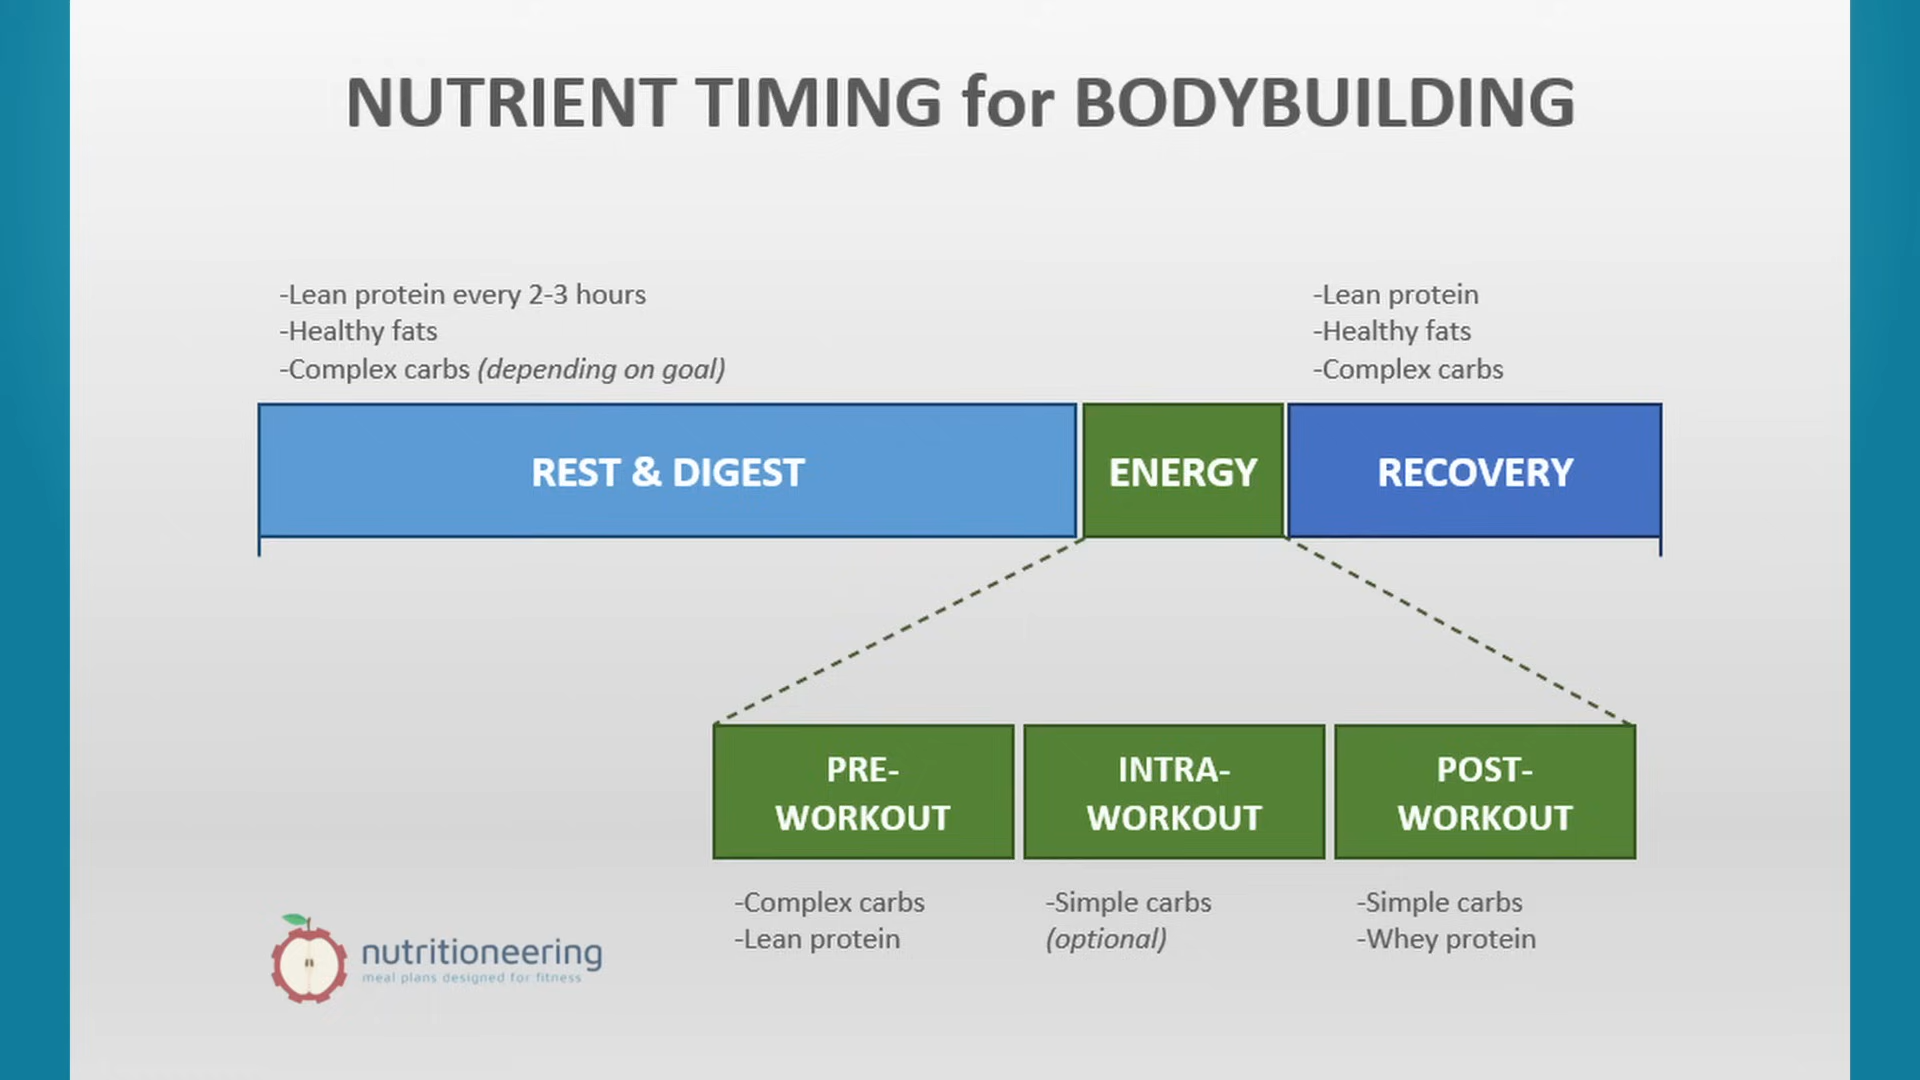 NUTRIENT TIMING for BODYBUILDING
-Lean protein every 2-3 hours
-Healthy fats
-Complex carbs (depending on goal)
-Lean protein
-Healthy fats
-Complex carbs
REST & DIGEST
ENERGY
RECOVERY
PRE-
WORKOUT
INTRA-
WORKOUT
POST-
WORKOUT
-Complex carbs
-Lean protein
-Simple carbs
(optional)
-Simple carbs
-Whey protein
nutritioneering
meal plans designed for fitness